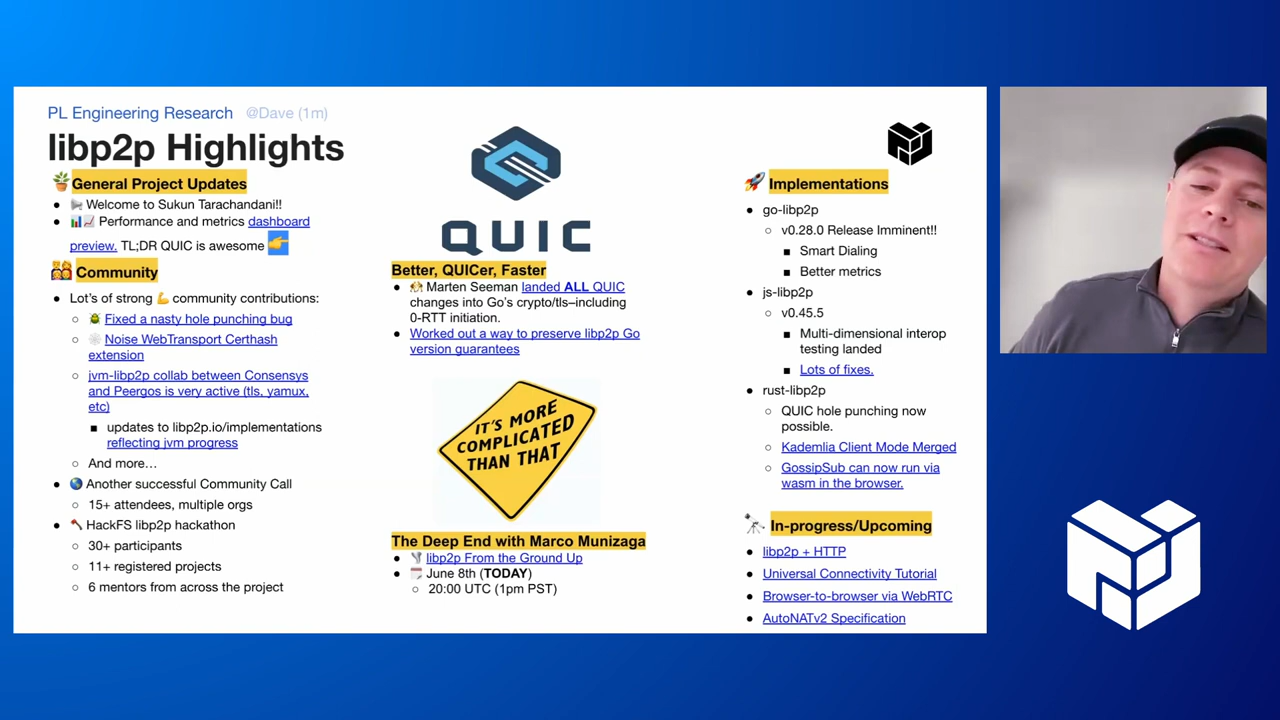 PL Engineering Research @Dave (1m)
libp2p Highlights
General Project Updates
Welcome to Sukun Tarachandani!!
Performance and metrics dashboard
preview. TL;DR QUIC is awesome
Community
Lot's of strong 💪 community contributions:
Fixed a nasty hole punching bug
Noise WebTransport Certhash
extension
jvm-libp2p collab between Consensys
and Peergos is very active (tls, yamux,
etc)
updates to libp2p.io/implementations
reflecting jvm progress
And more…
Another successful Community Call
15+ attendees, multiple orgs
HackFS libp2p hackathon
30+ participants
11+ registered projects
6 mentors from across the project
QUIC
Better, QUICer, Faster
Marten Seeman landed ALL QUIC
changes into Go's crypto/tls–including
0-RTT initiation.
Worked out a way to preserve libp2p Go
version guarantees
IT'S MORE
COMPLICATED
THAN THAT
The Deep End with Marco Munizaga
libp2p From the Ground Up
June 8th (TODAY)
20:00 UTC (1pm PST)
Implementations
go-libp2p
v0.28.0 Release Imminent!!
Smart Dialing
Better metrics
js-libp2p
v0.45.5
Multi-dimensional interop
testing landed
Lots of fixes.
rust-libp2p
QUIC hole punching now
possible.
Kademlia Client Mode Merged
GossipSub can now run via
wasm in the browser.
In-progress/Upcoming
libp2p + HTTP
Universal Connectivity Tutorial
Browser-to-browser via WebRTC
AutoNATv2 Specification